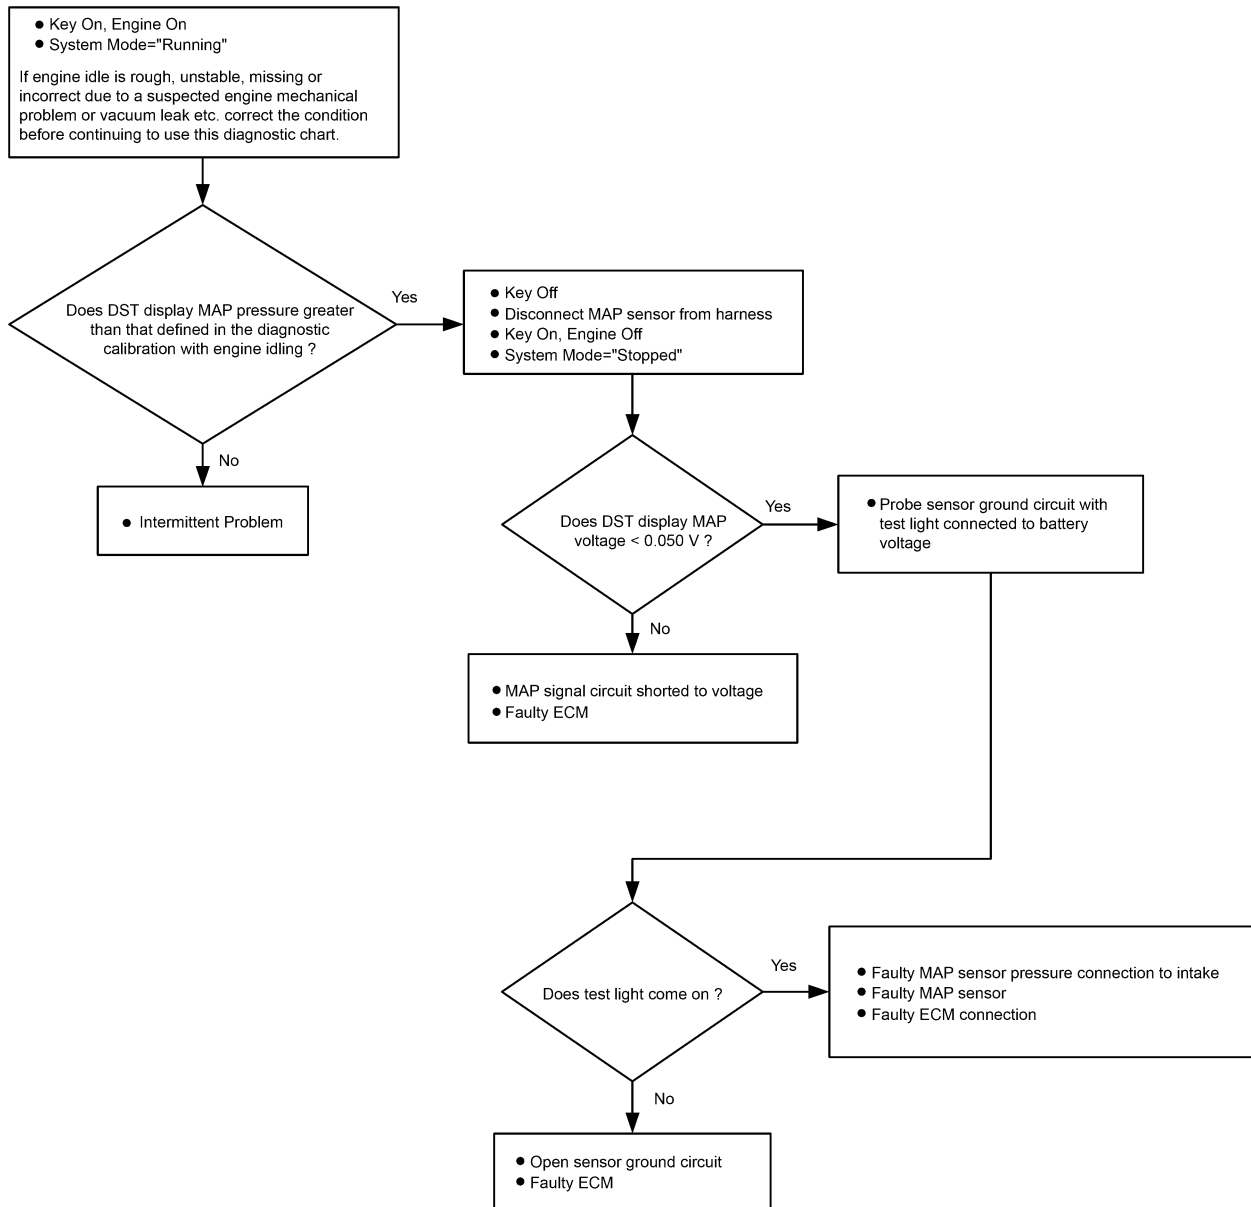 ● Key On, Engine On
● System Mode="Running"
If engine idle is rough, unstable, missing or
incorrect due to a suspected engine mechanical
problem or vacuum leak etc. correct the condition
before continuing to use this diagnostic chart.
Does DST display MAP pressure greater
than that defined in the diagnostic
calibration with engine idling ?
Yes
● Key Off
● Disconnect MAP sensor from harness
● Key On, Engine Off
● System Mode="Stopped"
No
● Intermittent Problem
Does DST display MAP
voltage < 0.050 V ?
Yes
● Probe sensor ground circuit with
test light connected to battery
voltage
No
● MAP signal circuit shorted to voltage
● Faulty ECM
Does test light come on ?
Yes
● Faulty MAP sensor pressure connection to intake
● Faulty MAP sensor
● Faulty ECM connection
No
● Open sensor ground circuit
● Faulty ECM